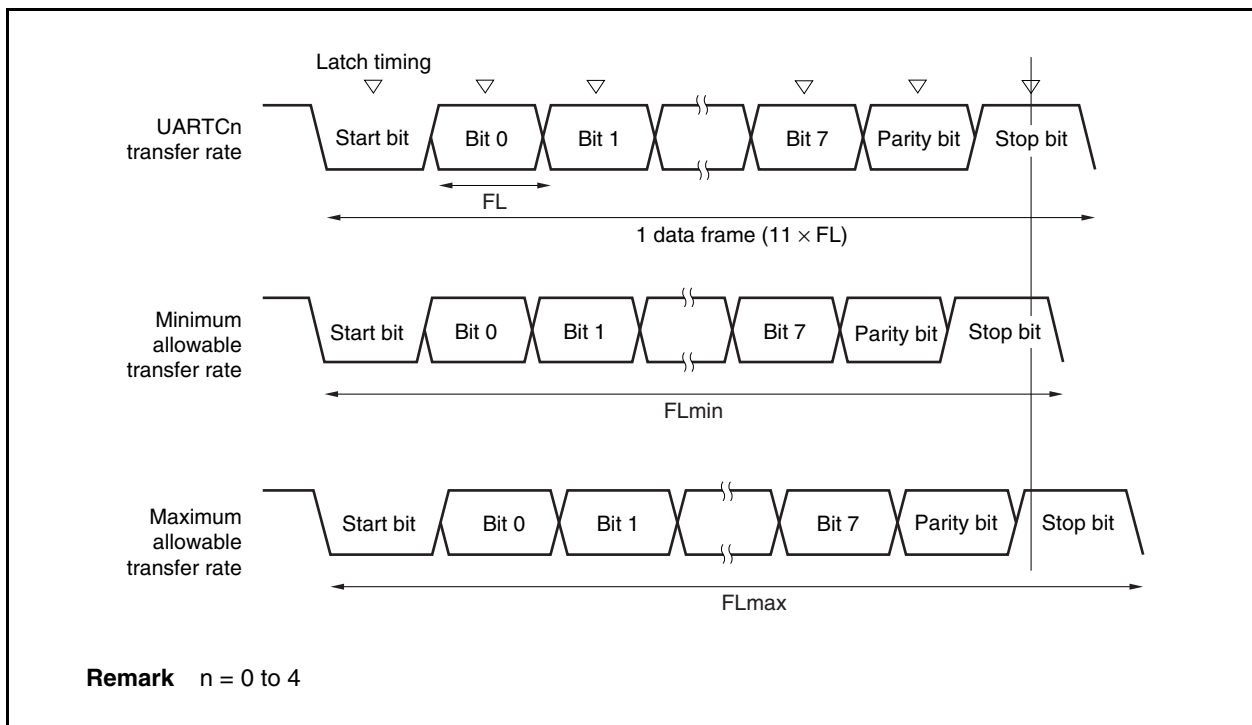 Latch timing
UARTCn
transfer rate
Start bit
Bit 0
Bit 1
Bit 7
Parity bit
Stop bit
FL
1 data frame (11 × FL)
Minimum
allowable
transfer rate
Start bit
Bit 0
Bit 1
Bit 7
Parity bit
Stop bit
FLmin
Maximum
allowable
transfer rate
Start bit
Bit 0
Bit 1
Bit 7
Parity bit
Stop bit
FLmax
Remark n = 0 to 4